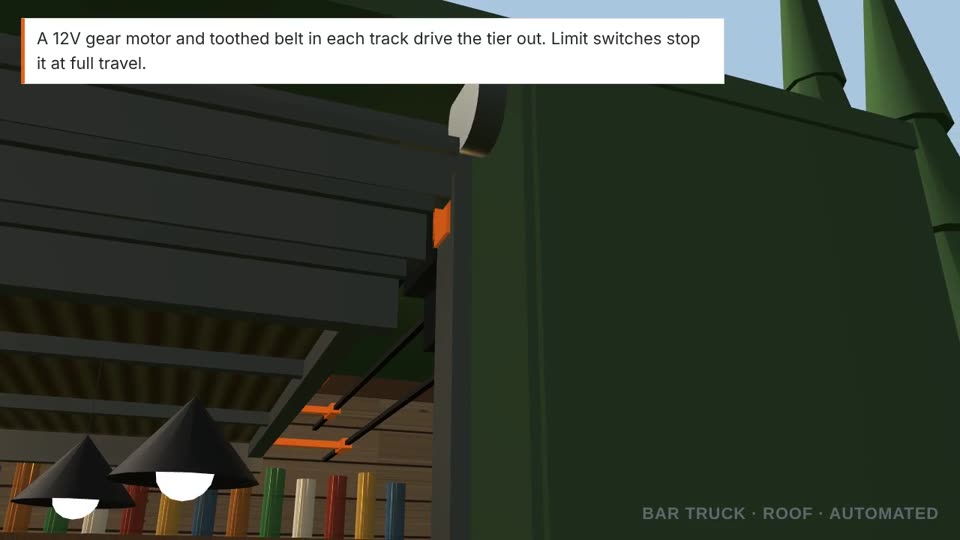 A 12V gear motor and toothed belt in each track drive the tier out. Limit switches stop
it at full travel.
BAR TRUCK · ROOF · AUTOMATED